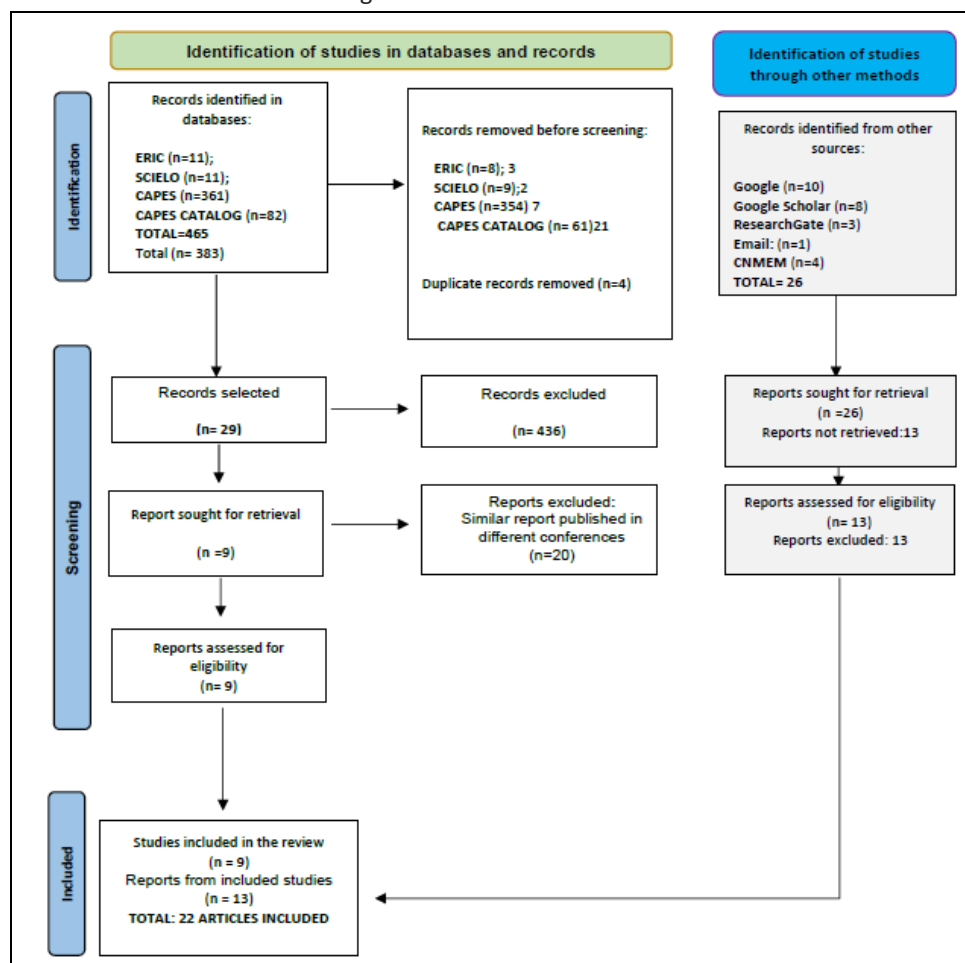 Identification of studies in databases and records
Identification of studies
through other methods
Identification
Records identified in
databases:
ERIC (n=11);
SCIELO (n=11);
CAPES (n=361)
CAPES CATALOG (n=82)
TOTAL=465
Total (n= 383)
Records removed before screening:
ERIC (n=8); 3
SCIELO (n=9);2
CAPES (n=354) 7
CAPES CATALOG (n= 61)21
Duplicate records removed (n=4)
Records identified from other
sources:
Google (n=10)
Google Scholar (n=8)
ResearchGate (n=3)
Email: (n=1)
CNMEM (n=4)
TOTAL= 26
Screening
Records selected
(n= 29)
Records excluded
(n= 436)
Reports sought for retrieval
(n =26)
Reports not retrieved:13
Report sought for retrieval
(n =9)
Reports excluded:
Similar report published in
different conferences
(n=20)
Reports assessed for eligibility
(n= 13)
Reports excluded: 13
Reports assessed for
eligibility
(n= 9)
Included
Studies included in the review
(n = 9)
Reports from included studies
(n = 13)
TOTAL: 22 ARTICLES INCLUDED